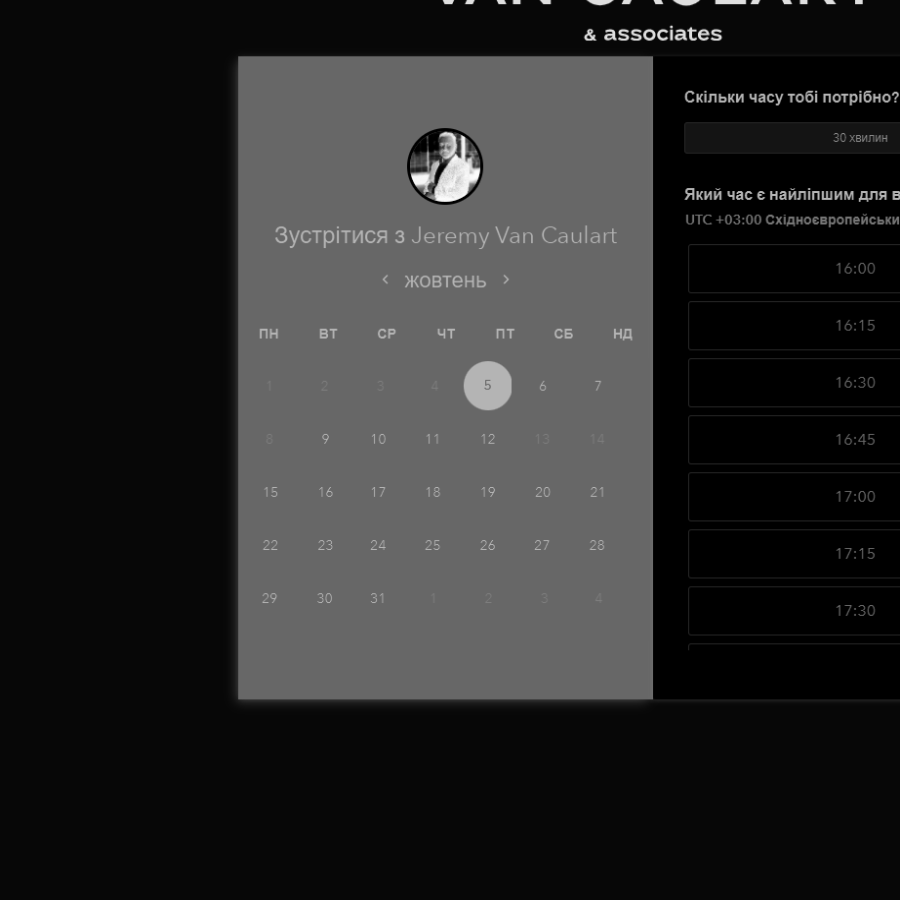 VAN CAULART
& associates
Зустрітися з Jeremy Van Caulart
жовтень
ПН ВТ СР ЧТ ПТ СБ НД
1 2 3 4 5 6 7
8 9 10 11 12 13 14
15 16 17 18 19 20 21
22 23 24 25 26 27 28
29 30 31 1 2 3 4
Скільки часу тобі потрібно?
30 хвилин
Який час є найліпшим для
UTC +03:00 Східноєвропейськи
16:00
16:15
16:30
16:45
17:00
17:15
17:30